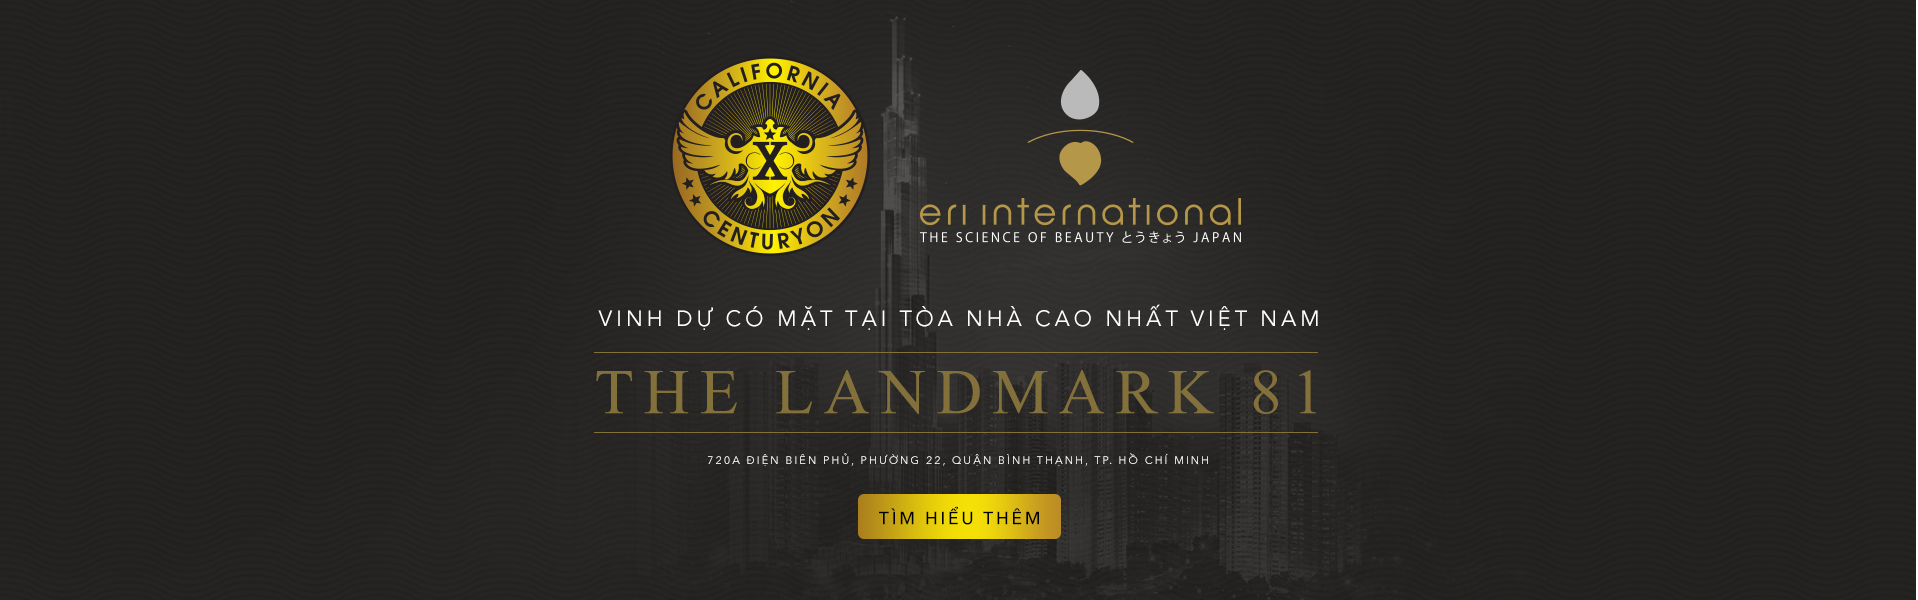 CALIFORNIA
X
CENTURYON
eri international
THE SCIENCE OF BEAUTY とうきょう JAPAN
VINH DỰ CÓ MẶT TẠI TÒA NHÀ CAO NHẤT VIỆT NAM
THE LANDMARK 81
720A ĐIỆN BIÊN PHỦ, PHƯỜNG 22, QUẬN BÌNH THẠNH, TP. HỒ CHÍ MINH
TÌM HIỂU THÊM